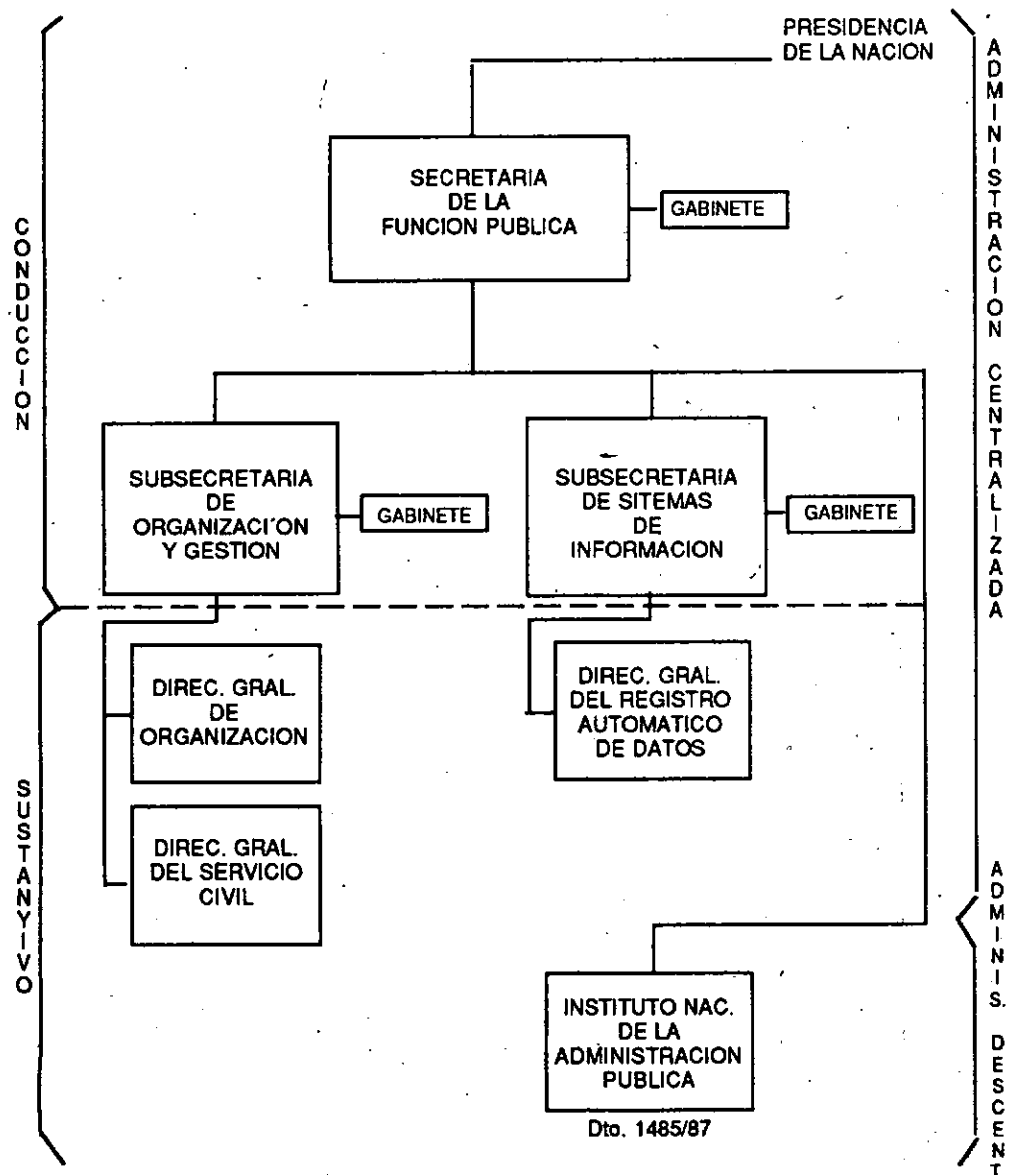 PRESIDENCIA
DE LA NACION
SECRETARIA
DE LA
FUNCION PUBLICA
GABINETE
SUBSECRETARIA
DE
ORGANIZACION
Y GESTION
GABINETE
SUBSECRETARIA
DE SITEMAS
DE
INFORMACION
GABINETE
DIREC. GRAL.
DE
ORGANIZACION
DIREC. GRAL.
DEL REGISTRO
AUTOMATICO
DE DATOS
DIREC. GRAL.
DEL SERVICIO
CIVIL
INSTITUTO NAC.
DE LA
ADMINISTRACION
PUBLICA
Dto. 1485/87
CONDUCCION
SUSTANYIVO
ADMINISTRACION CENTRALIZADA
ADMINIS. DESCENT